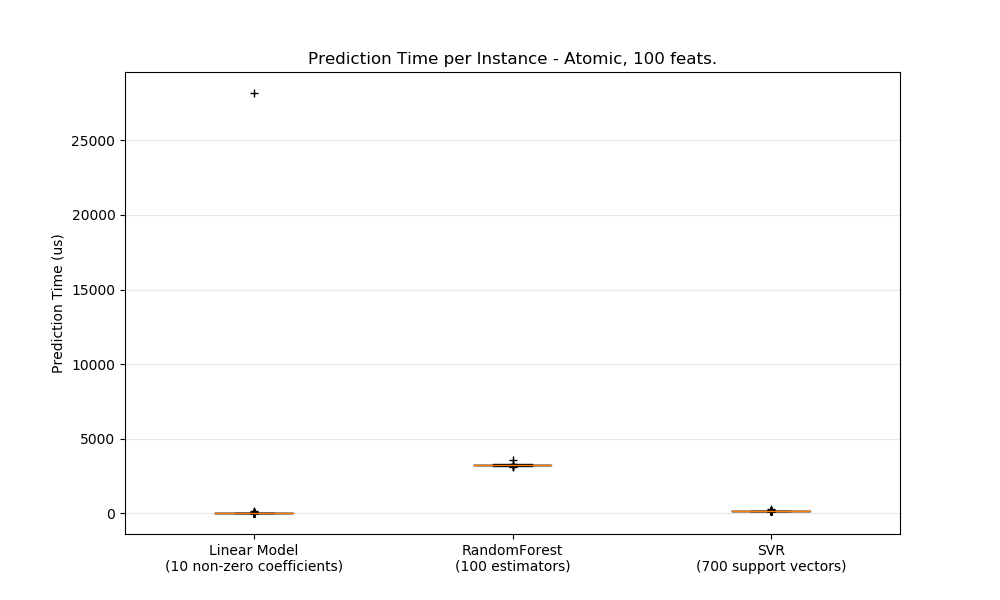 Prediction Time per Instance - Atomic, 100 feats.
Prediction Time (us)
25000
20000
15000
10000
5000
0
Linear Model
(10 non-zero coefficients)
RandomForest
(100 estimators)
SVR
(700 support vectors)